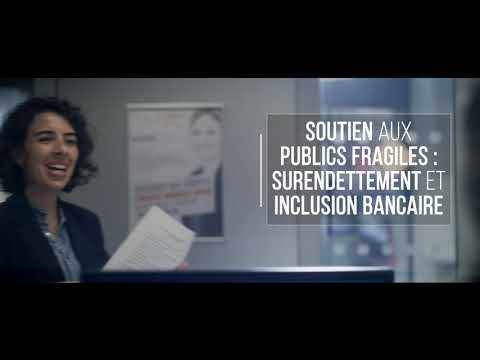 SOUTIEN AUX
PUBLICS FRAGILES :
SURENDETTEMENT ET
INCLUSION BANCAIRE